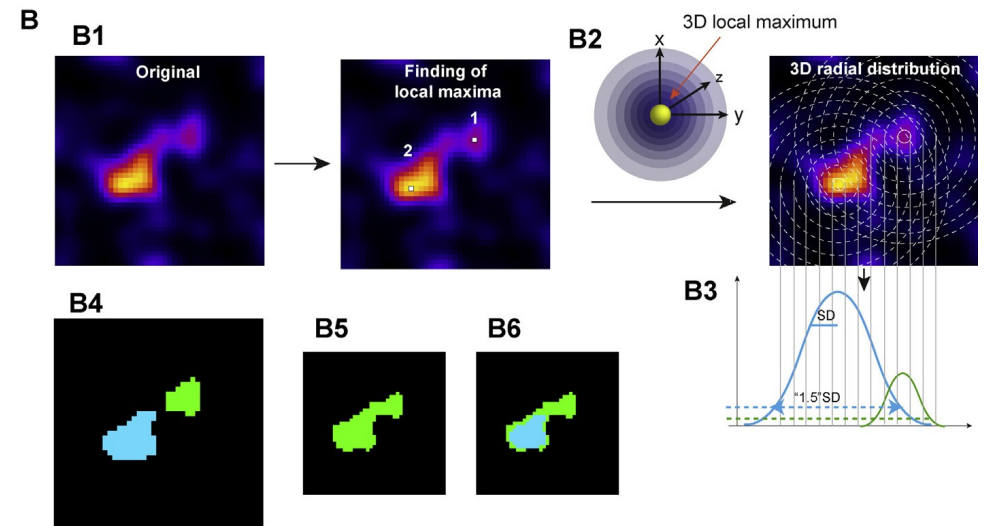 B
B1
Original
Finding of
local maxima
1
2
B2
3D local maximum
x
z
y
3D radial distribution
B3
SD
"1.5"SD
B4
B5
B6